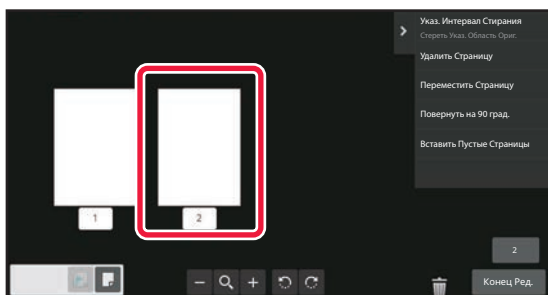 Указ. Интервал Стирания
Стереть Указ. Область Ориг.
Удалить Страницу
Переместить Страницу
Повернуть на 90 град.
Вставить Пустые Страницы
1
2
2
Конец Ред.